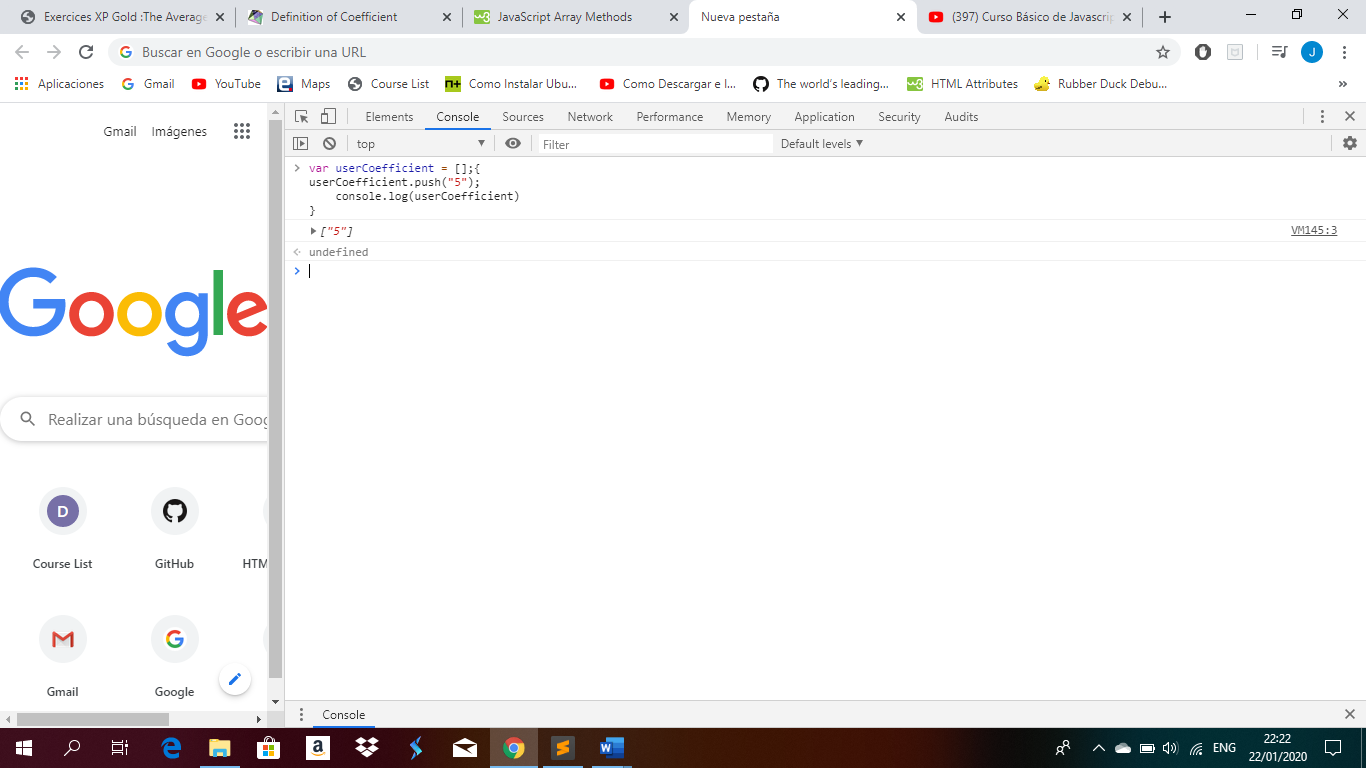 Exercices XP Gold :The Average
Definition of Coefficient
JavaScript Array Methods
Nueva pestaña
(397) Curso Básico de Javascrip
Buscar en Google o escribir una URL
J
Aplicaciones
Gmail
YouTube
Maps
Course List
Como Instalar Ubu...
Como Descargar e I...
The world's leading...
HTML Attributes
Rubber Duck Debu...
»
Gmail Imágenes
Google
Realizar una búsqueda en Goog
D
Course List
GitHub
HTM
Gmail
Google
Elements Console Sources Network Performance Memory Application Security Audits
top
Filter
Default levels
var userCoefficient = [];{
userCoefficient.push("5");
console.log(userCoefficient)
}
["5"]
VM145:3
undefined
Console
ENG
22:22
22/01/2020